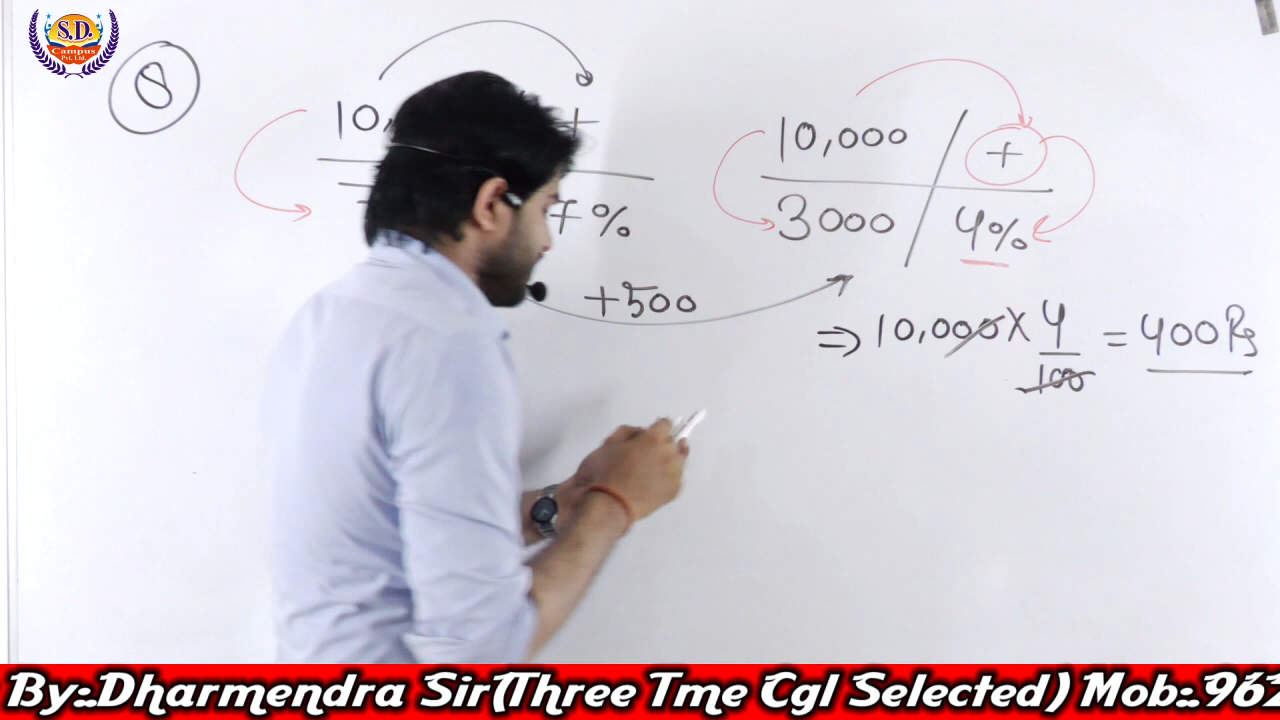 S.D.
Campus
Pvt. Ltd.
8
10, +
7%
+500
10,000 / +
3000 / 4%
⇒ 10,000 X 4/100 = 400 Rs
By:-Dharmendra Sir(Three Tme Cgl Selected) Mob:-.962